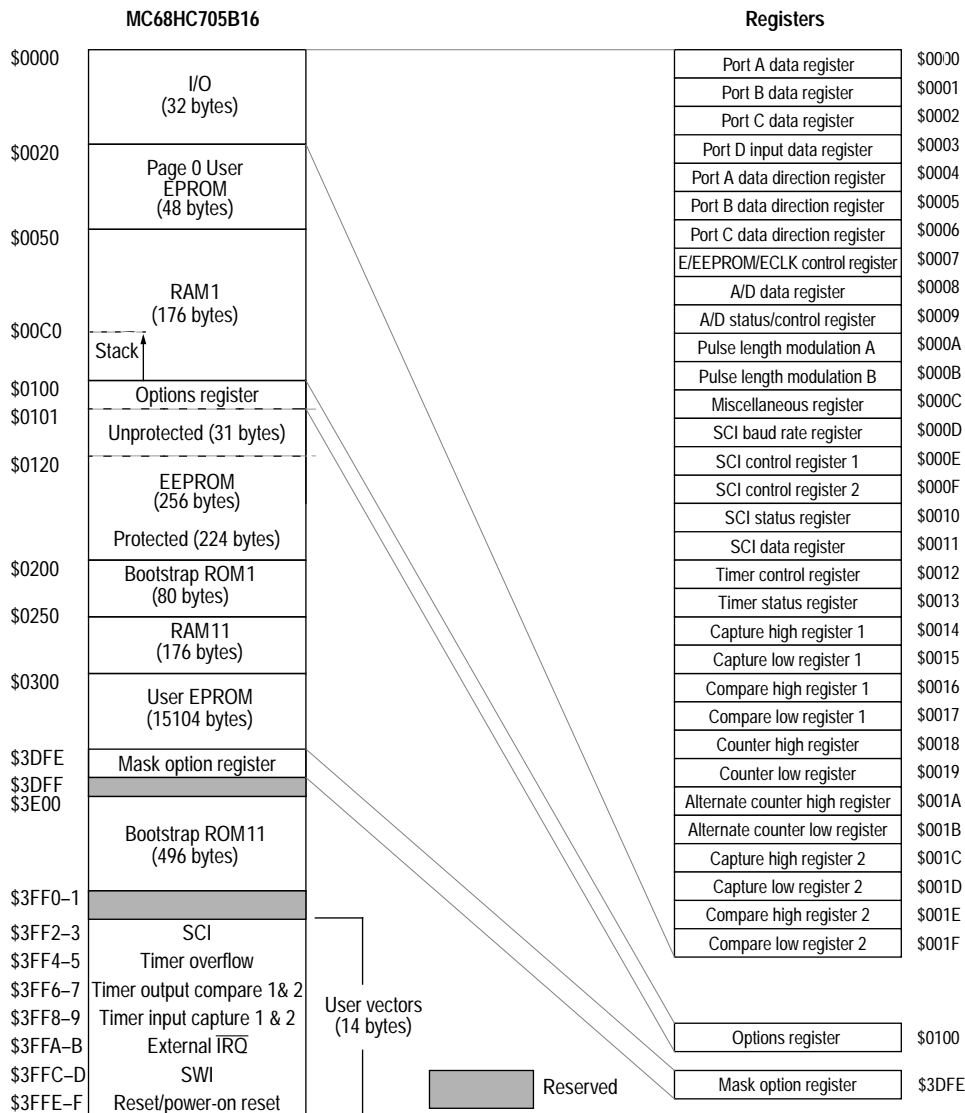 MC68HC705B16
$0000
I/O
(32 bytes)
$0020
Page 0 User
EPROM
(48 bytes)
$0050
RAM1
(176 bytes)
$00C0
Stack
$0100
Options register
$0101
Unprotected (31 bytes)
$0120
EEPROM
(256 bytes)
Protected (224 bytes)
$0200
Bootstrap ROM1
(80 bytes)
$0250
RAM11
(176 bytes)
$0300
User EPROM
(15104 bytes)
$3DFE
Mask option register
$3DFF
$3E00
Bootstrap ROM11
(496 bytes)
$3FF0–1
$3FF2–3 SCI
$3FF4–5 Timer overflow
$3FF6–7 Timer output compare 1& 2
$3FF8–9 Timer input capture 1 & 2
$3FFA–B External IRQ
$3FFC–D SWI
$3FFE–F Reset/power-on reset
User vectors
(14 bytes)
Reserved
Registers
Port A data register $0000
Port B data register $0001
Port C data register $0002
Port D input data register $0003
Port A data direction register $0004
Port B data direction register $0005
Port C data direction register $0006
E/EEPROM/ECLK control register $0007
A/D data register $0008
A/D status/control register $0009
Pulse length modulation A $000A
Pulse length modulation B $000B
Miscellaneous register $000C
SCI baud rate register $000D
SCI control register 1 $000E
SCI control register 2 $000F
SCI status register $0010
SCI data register $0011
Timer control register $0012
Timer status register $0013
Capture high register 1 $0014
Capture low register 1 $0015
Compare high register 1 $0016
Compare low register 1 $0017
Counter high register $0018
Counter low register $0019
Alternate counter high register $001A
Alternate counter low register $001B
Capture high register 2 $001C
Capture low register 2 $001D
Compare high register 2 $001E
Compare low register 2 $001F
Options register $0100
Mask option register $3DFE